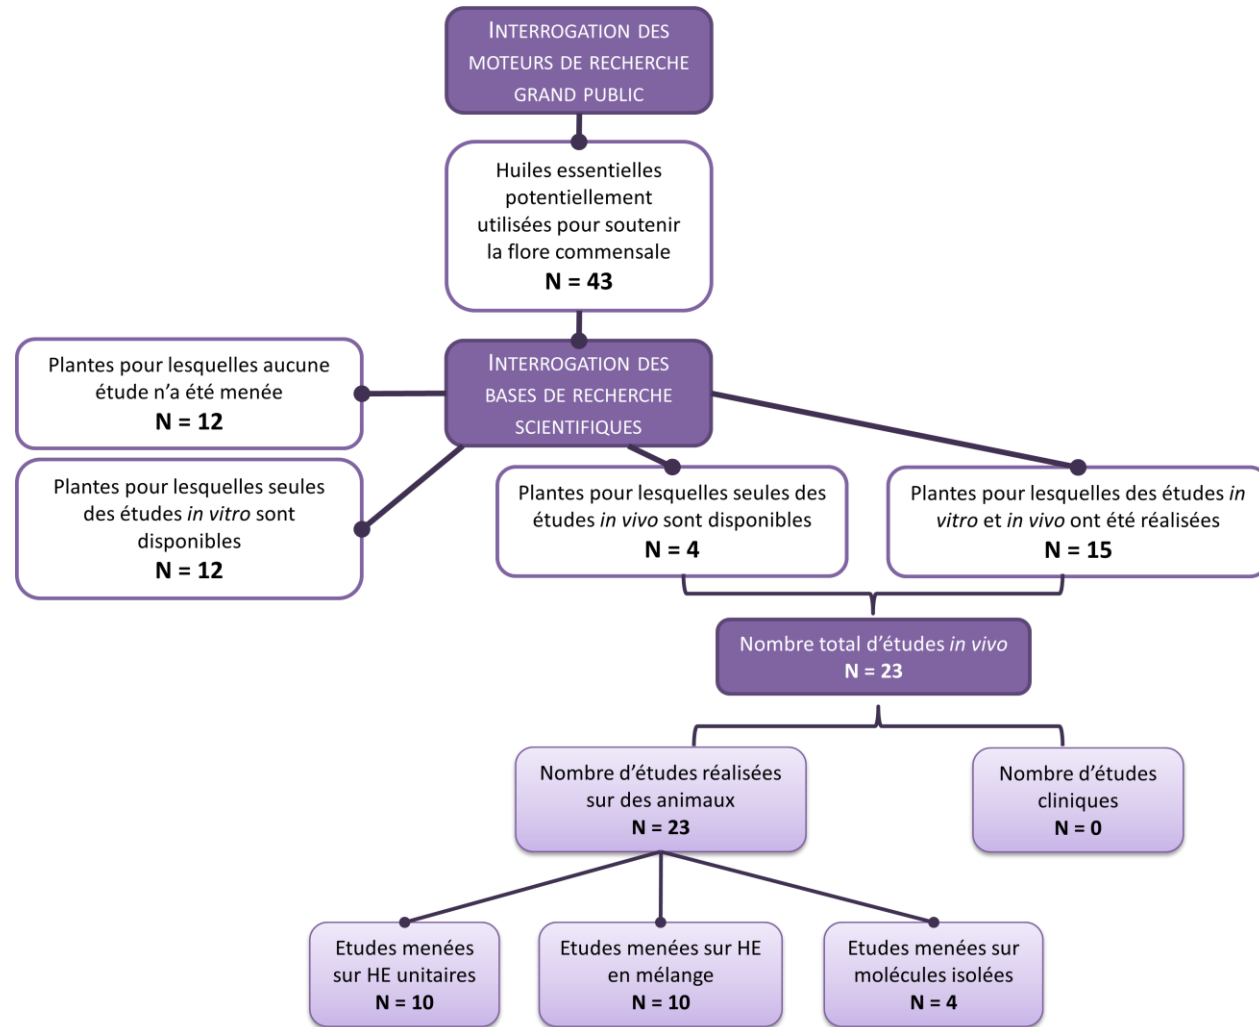 INTERROGATION DES
MOTEURS DE RECHERCHE
GRAND PUBLIC
Huiles essentielles
potentiellement
utilisées pour soutenir
la flore commensale
N = 43
INTERROGATION DES
BASES DE RECHERCHE
SCIENTIFIQUES
Plantes pour lesquelles aucune
étude n’a été menée
N = 12
Plantes pour lesquelles seules
des études in vitro sont
disponibles
N = 12
Plantes pour lesquelles seules des
études in vivo sont disponibles
N = 4
Plantes pour lesquelles des études in
vitro et in vivo ont été réalisées
N = 15
Nombre total d’études in vivo
N = 23
Nombre d’études réalisées
sur des animaux
N = 23
Nombre d’études
cliniques
N = 0
Etudes menées
sur HE unitaires
N = 10
Etudes menées sur HE
en mélange
N = 10
Etudes menées sur
molécules isolées
N = 4